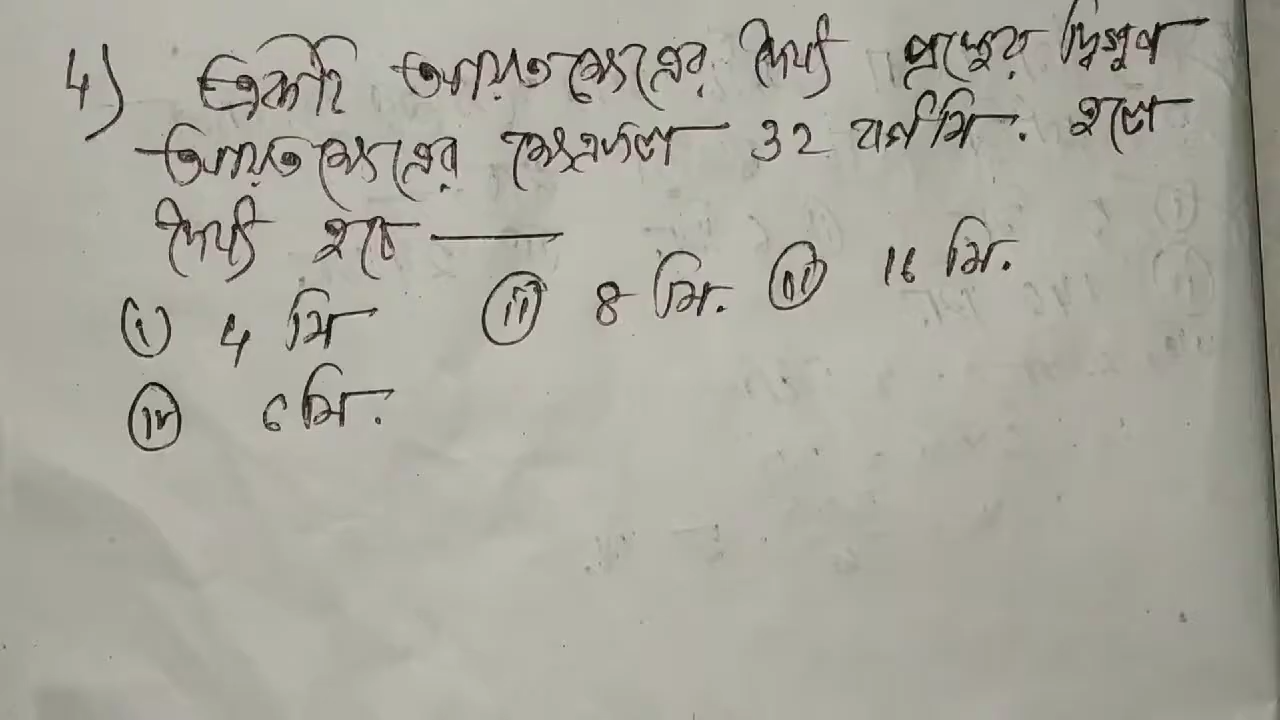 4) একটি আয়তক্ষেত্রের দৈর্ঘ্য প্রস্থের দ্বিগুণ
আয়তক্ষেত্রের ক্ষেত্রফল 32 বর্গমি. হলে
দৈর্ঘ্য হবে ——
(i) 4 মি (ii) 8 মি. (iii) 16 মি.
(iv) 6 মি.